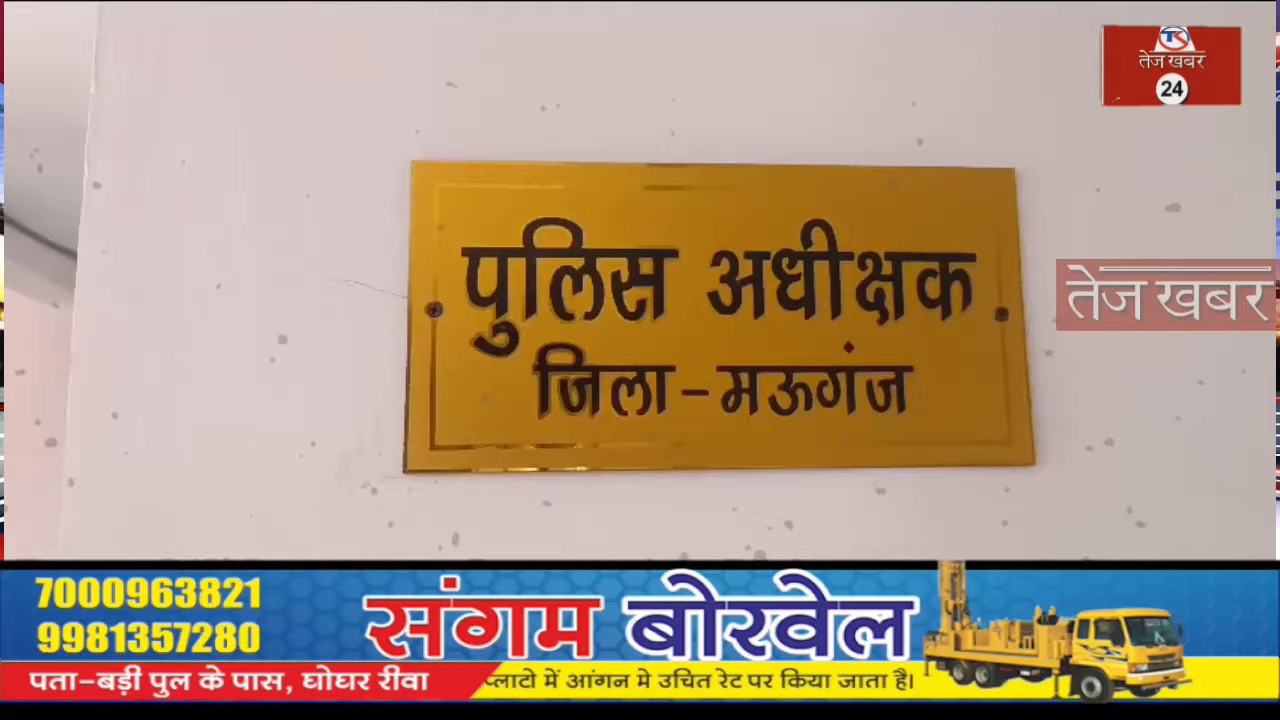 तेज खबर
24
पुलिस अधीक्षक
जिला-मऊगंज
तेज खबर
7000963821
9981357280
संगम बोरवेल
पता-बड़ी पुल के पास, घोघर रीवा
प्लाटो में आंगन मे उचित रेट पर किया जाता है।